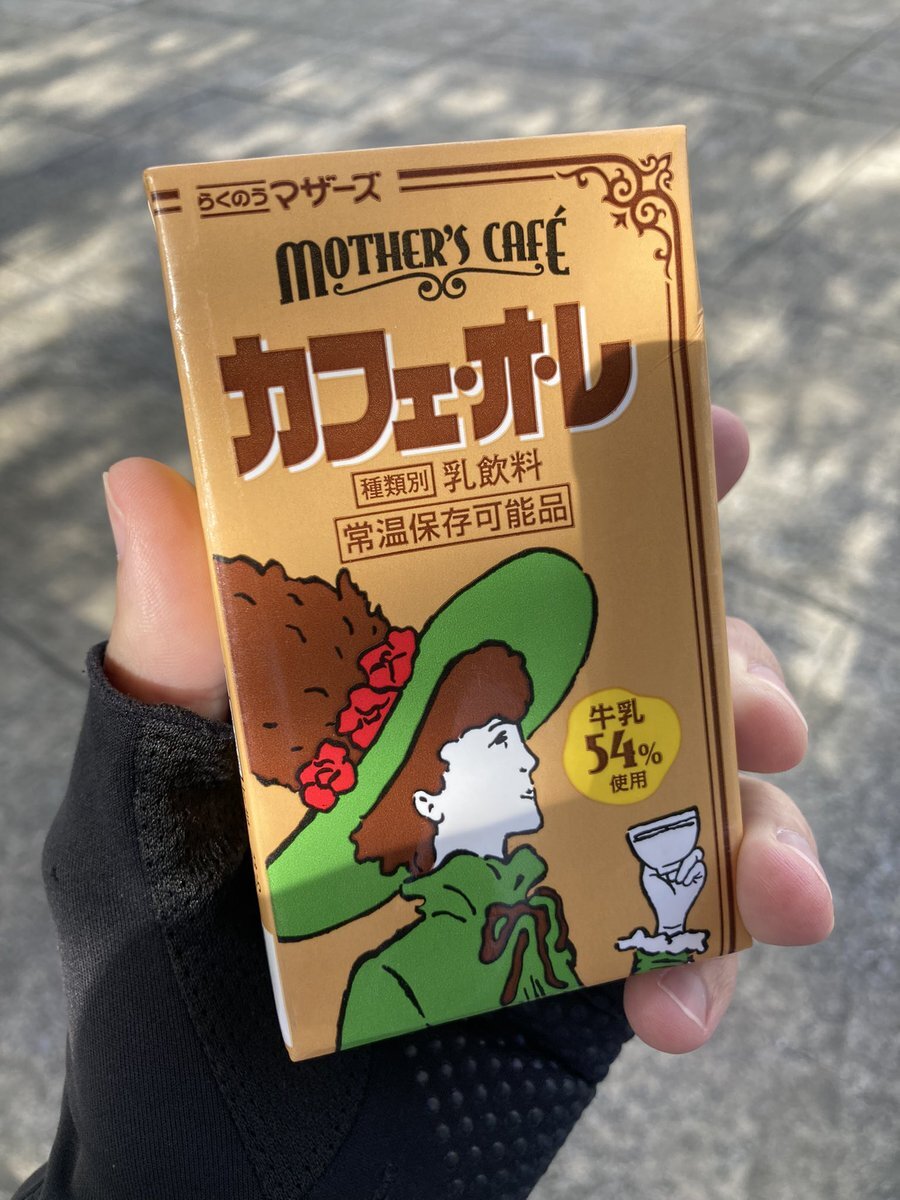 らくのうマザーズ
MOTHER'S CAFÉ
カフェ・オ・レ
種類別 乳飲料
常温保存可能品
牛乳
54%
使用